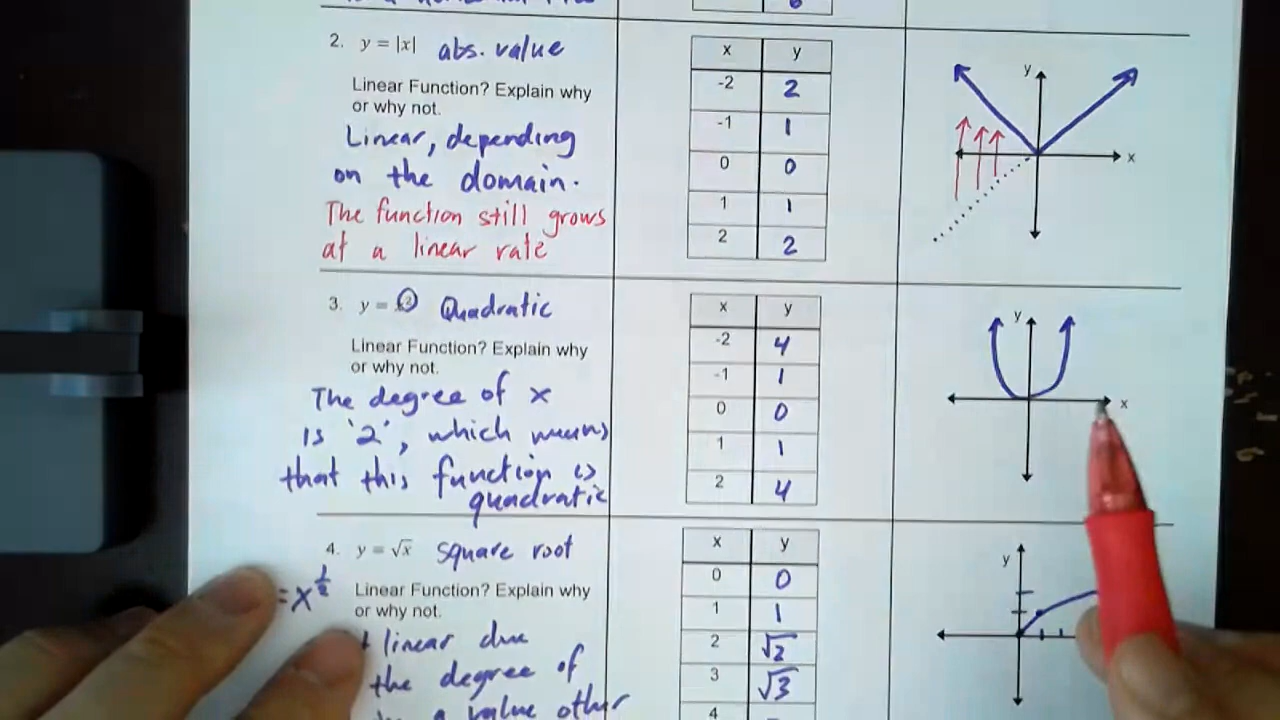 6
2. y = |x| abs. value
Linear Function? Explain why
or why not.
Linear, depending
on the domain.
The function still grows
at a linear rate
x y
-2 2
-1 1
0 0
1 1
2 2
y
x
3. y = Quadratic
Linear Function? Explain why
or why not.
The degree of x
is '2', which means
that this function is
quadratic
x y
-2 4
-1 1
0 0
1 1
2 4
y
x
4. y = √x square root
= x^1/2
Linear Function? Explain why
or why not.
linear due
the degree of
a value other
x y
0 0
1 1
2 √2
3 √3
4
y